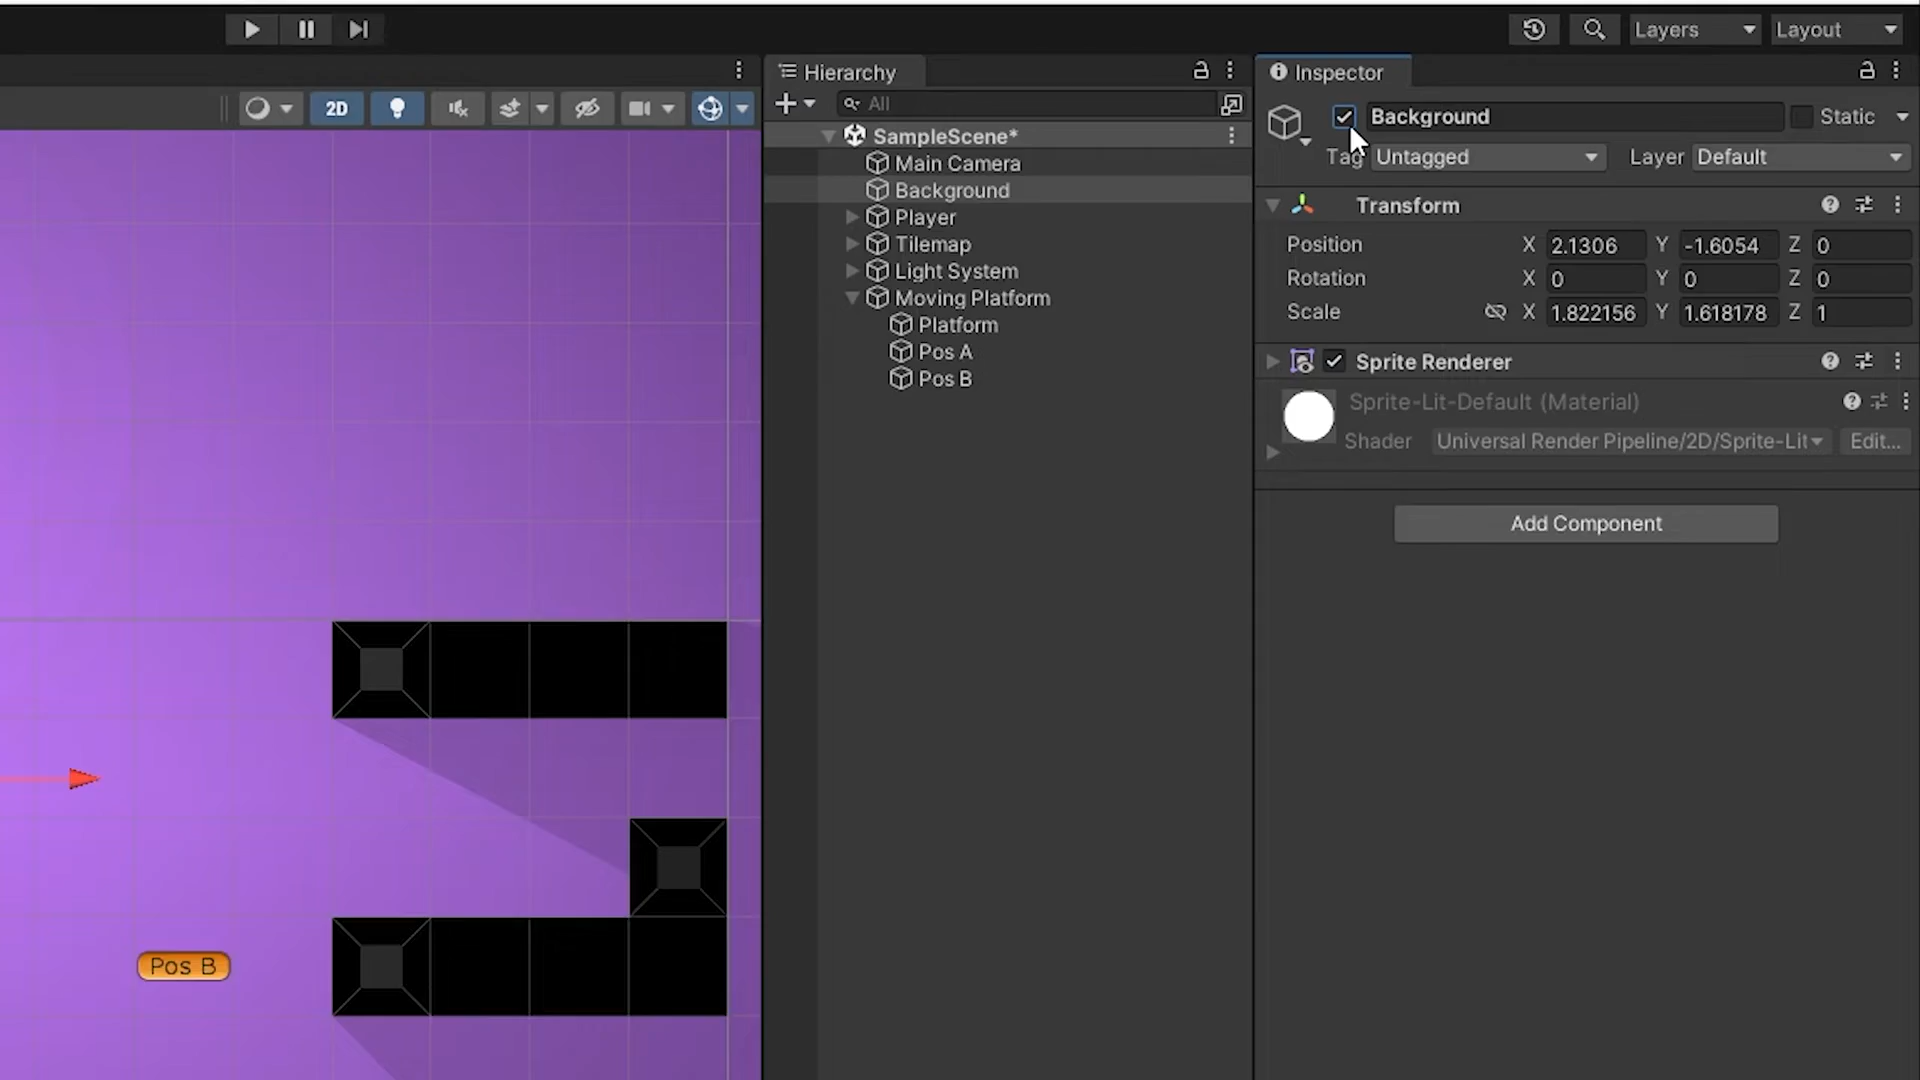 Layers
Layout
Hierarchy
Inspector
2D
All
Background
Static
SampleScene*
Tag Untagged
Layer Default
Main Camera
Background
Player
Tilemap
Light System
Moving Platform
Platform
Pos A
Pos B
Transform
Position X 2.1306 Y -1.6054 Z 0
Rotation X 0 Y 0 Z 0
Scale X 1.822156 Y 1.618178 Z 1
Sprite Renderer
Sprite-Lit-Default (Material)
Shader Universal Render Pipeline/2D/Sprite-Lit Edit...
Add Component
Pos B